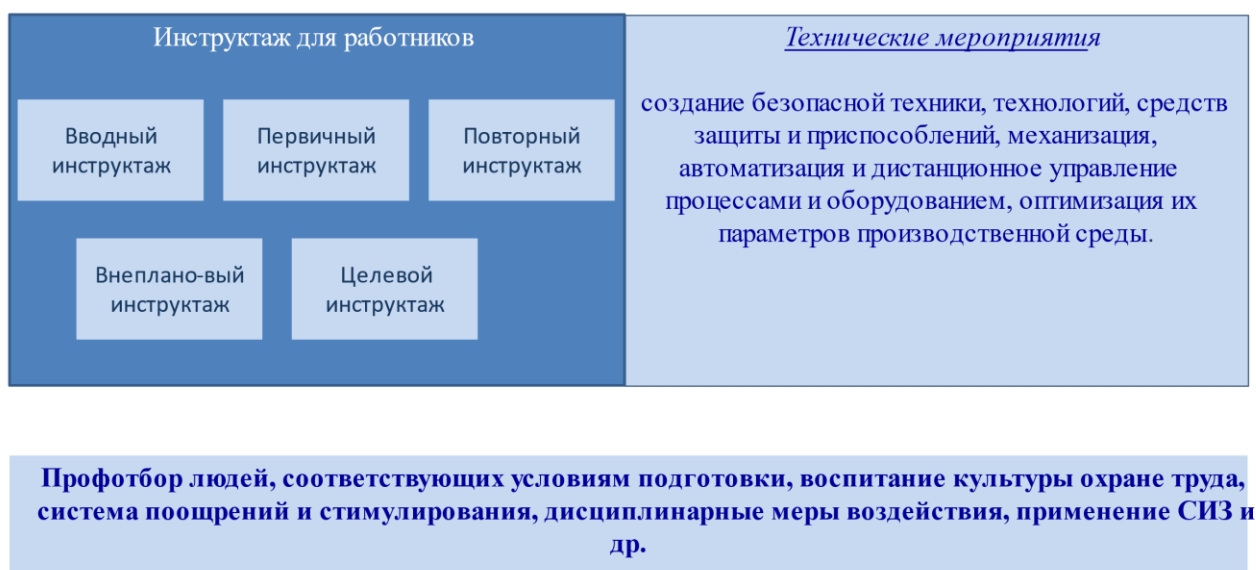 Инструктаж для работников
Вводный
инструктаж
Первичный
инструктаж
Повторный
инструктаж
Внеплано-вый
инструктаж
Целевой
инструктаж
Технические мероприятия
создание безопасной техники, технологий, средств
защиты и приспособлений, механизация,
автоматизация и дистанционное управление
процессами и оборудованием, оптимизация их
параметров производственной среды.
Профотбор людей, соответствующих условиям подготовки, воспитание культуры охране труда,
система поощрений и стимулирования, дисциплинарные меры воздействия, применение СИЗ и
др.